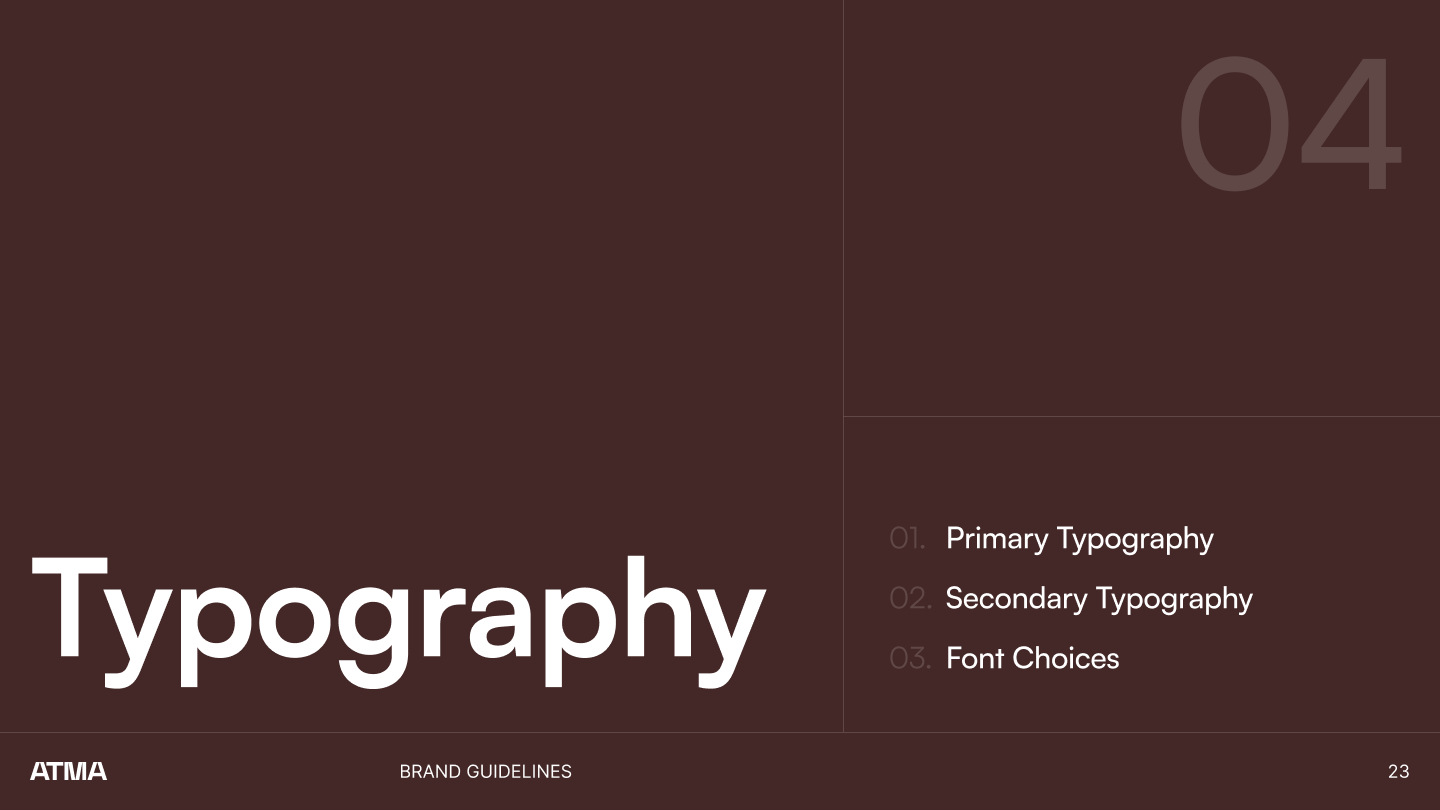 04
Typography
01. Primary Typography
02. Secondary Typography
03. Font Choices
ATMA
BRAND GUIDELINES
23